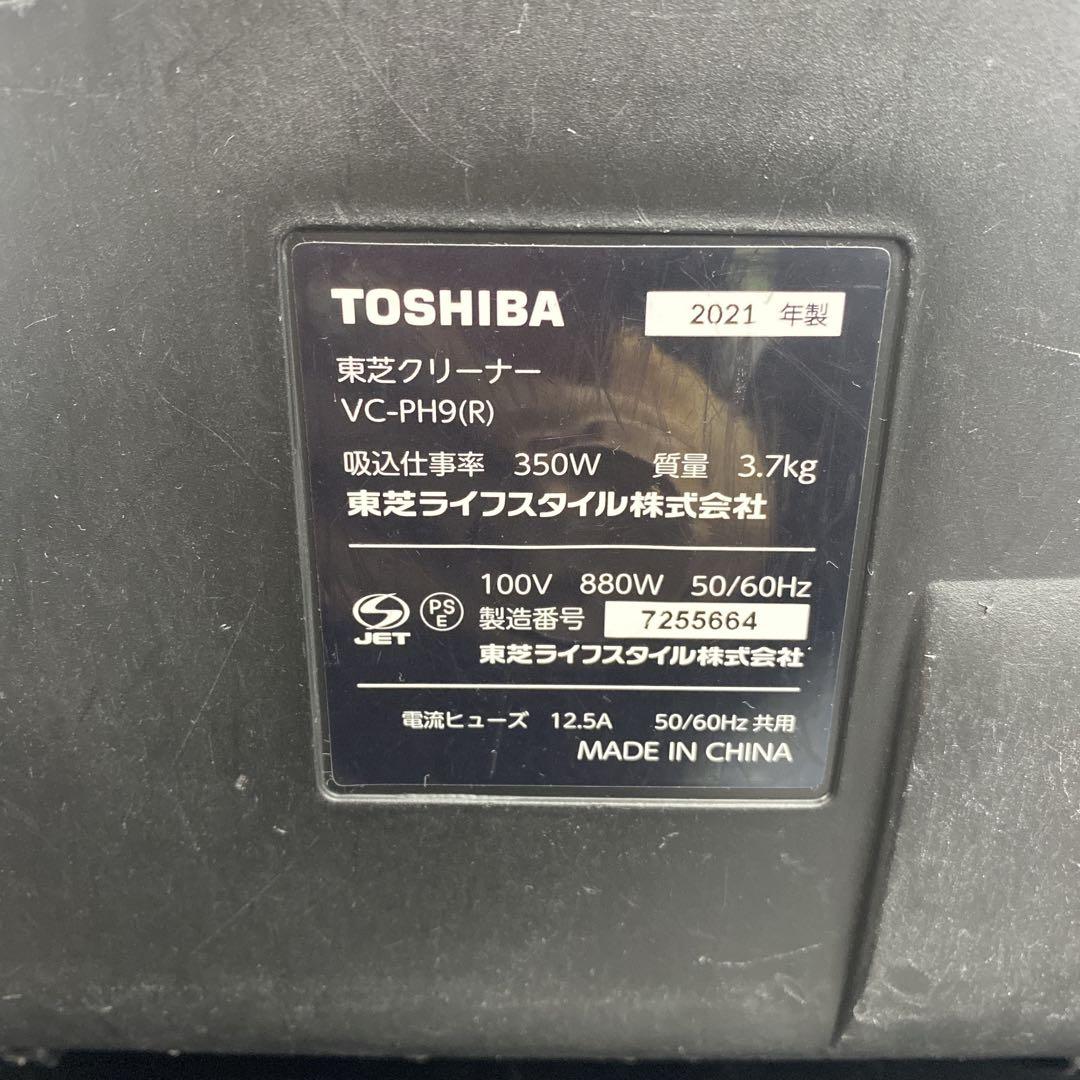 TOSHIBA 2021 年製
東芝クリーナー
VC-PH9(R)
吸込仕事率 350W 質量 3.7kg
東芝ライフスタイル株式会社
100V 880W 50/60Hz
JET PSE 製造番号 7255664
東芝ライフスタイル株式会社
電流ヒューズ 12.5A 50/60Hz 共用
MADE IN CHINA